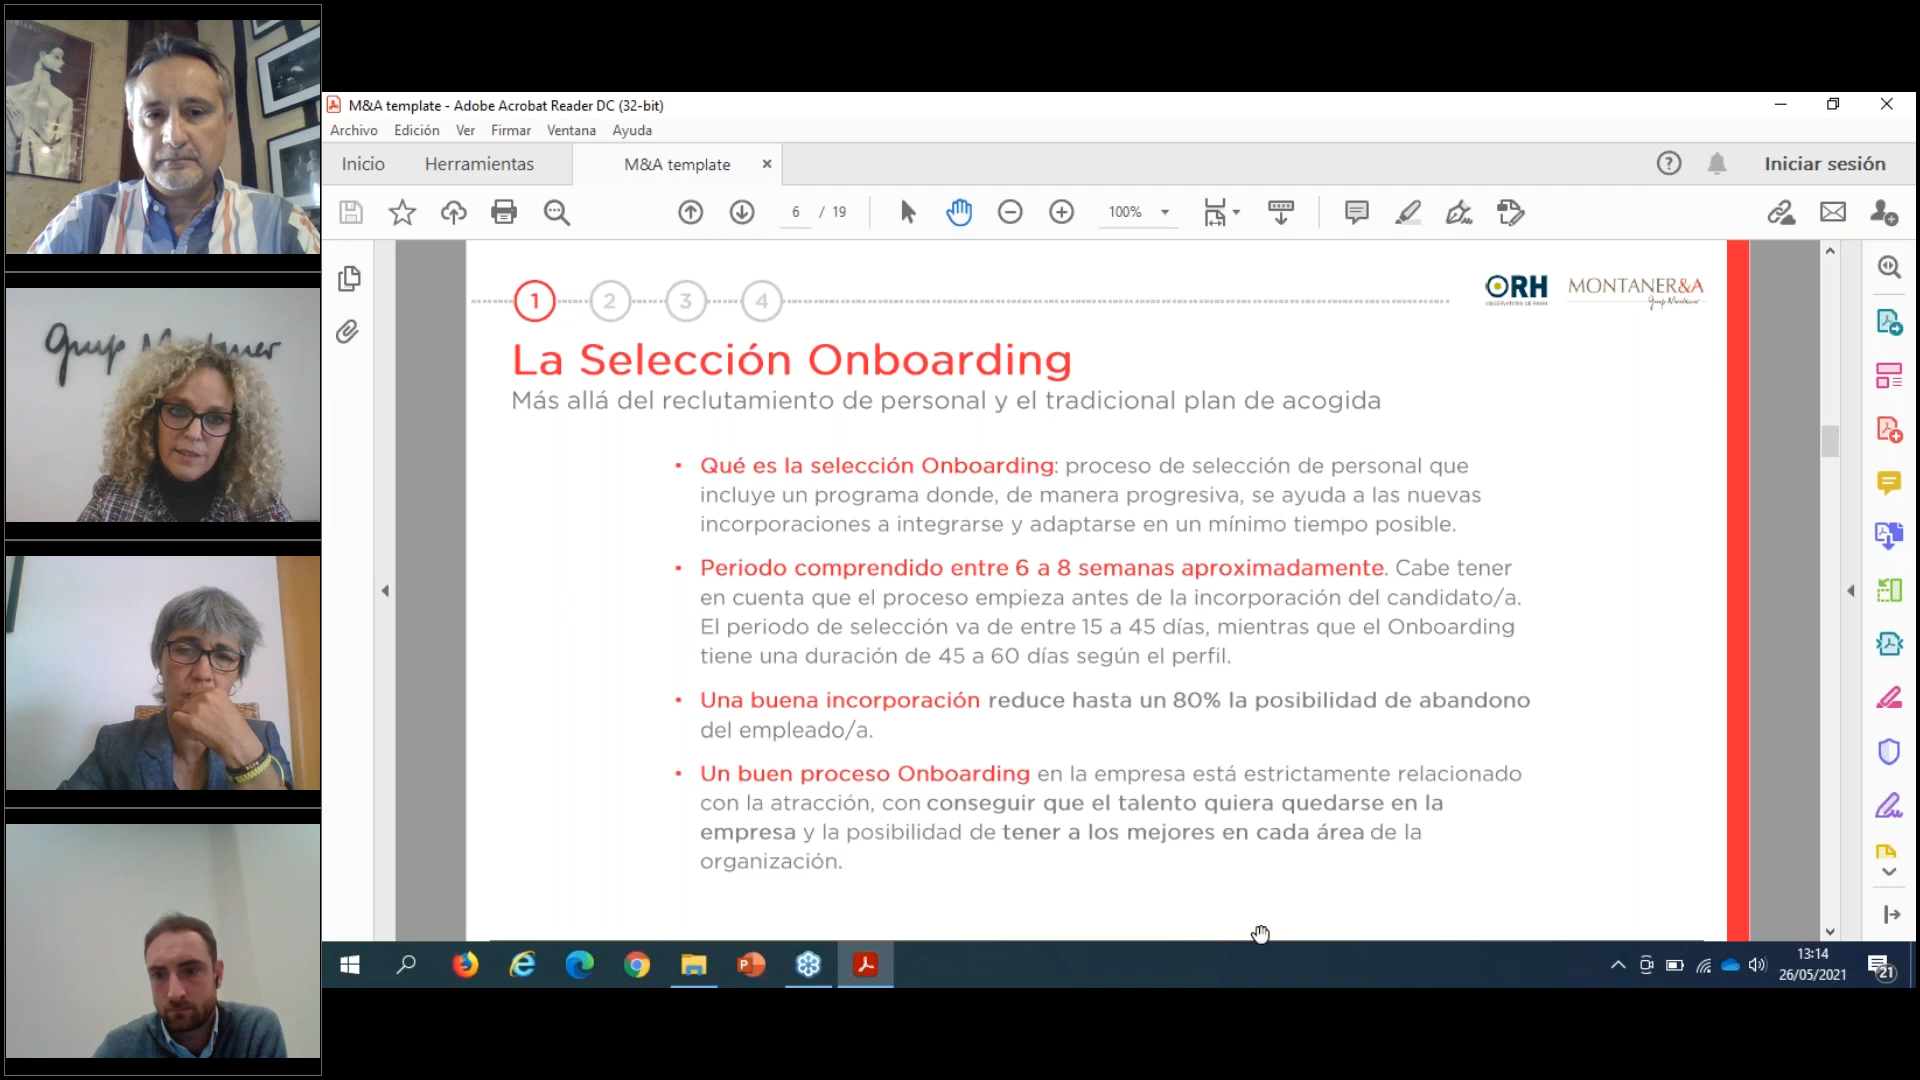 Grup Montaner
M&A template - Adobe Acrobat Reader DC (32-bit)
Archivo Edición Ver Firmar Ventana Ayuda
Inicio Herramientas M&A template Iniciar sesión
6 / 19 100%
1 2 3 4
ORH MONTANER&A
Grup Montaner
La Selección Onboarding
Más allá del reclutamiento de personal y el tradicional plan de acogida
• Qué es la selección Onboarding: proceso de selección de personal que
incluye un programa donde, de manera progresiva, se ayuda a las nuevas
incorporaciones a integrarse y adaptarse en un mínimo tiempo posible.
• Periodo comprendido entre 6 a 8 semanas aproximadamente. Cabe tener
en cuenta que el proceso empieza antes de la incorporación del candidato/a.
El periodo de selección va de entre 15 a 45 días, mientras que el Onboarding
tiene una duración de 45 a 60 días según el perfil.
• Una buena incorporación reduce hasta un 80% la posibilidad de abandono
del empleado/a.
• Un buen proceso Onboarding en la empresa está estrictamente relacionado
con la atracción, con conseguir que el talento quiera quedarse en la
empresa y la posibilidad de tener a los mejores en cada área de la
organización.
13:14
26/05/2021
21